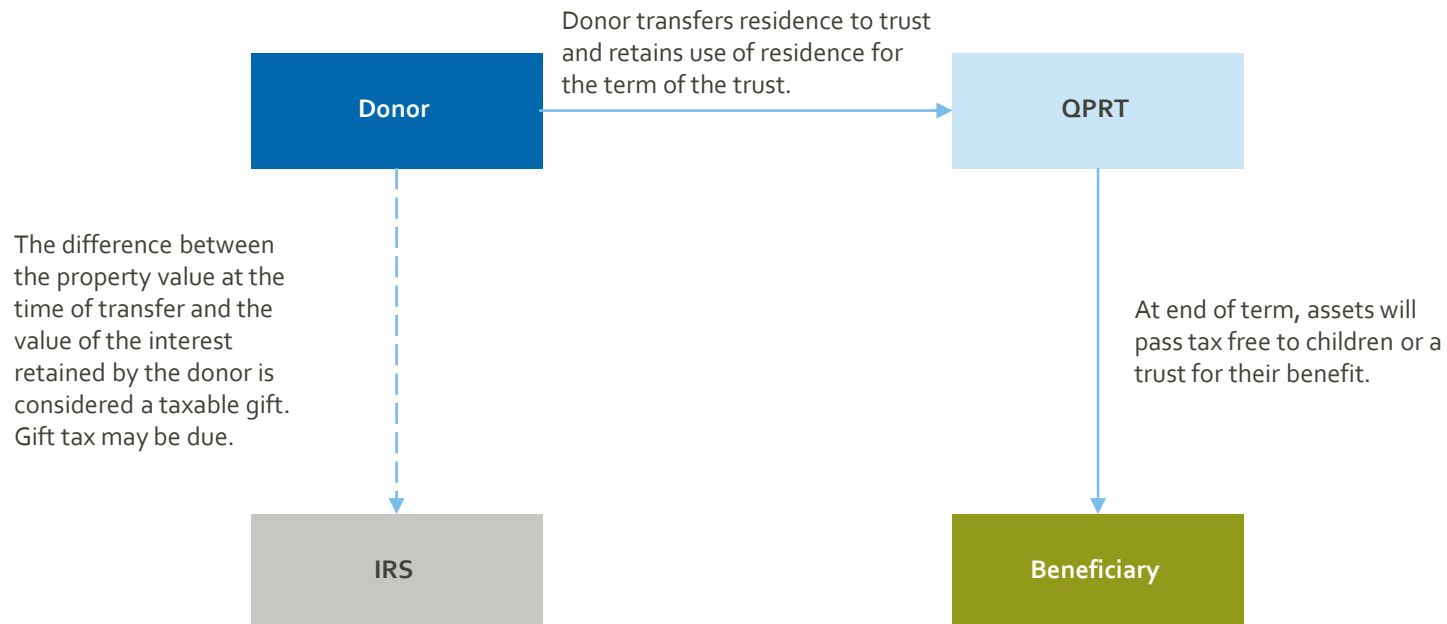 Donor transfers residence to trust
and retains use of residence for
the term of the trust.
Donor
QPRT
The difference between
the property value at the
time of transfer and the
value of the interest
retained by the donor is
considered a taxable gift.
Gift tax may be due.
At end of term, assets will
pass tax free to children or a
trust for their benefit.
IRS
Beneficiary